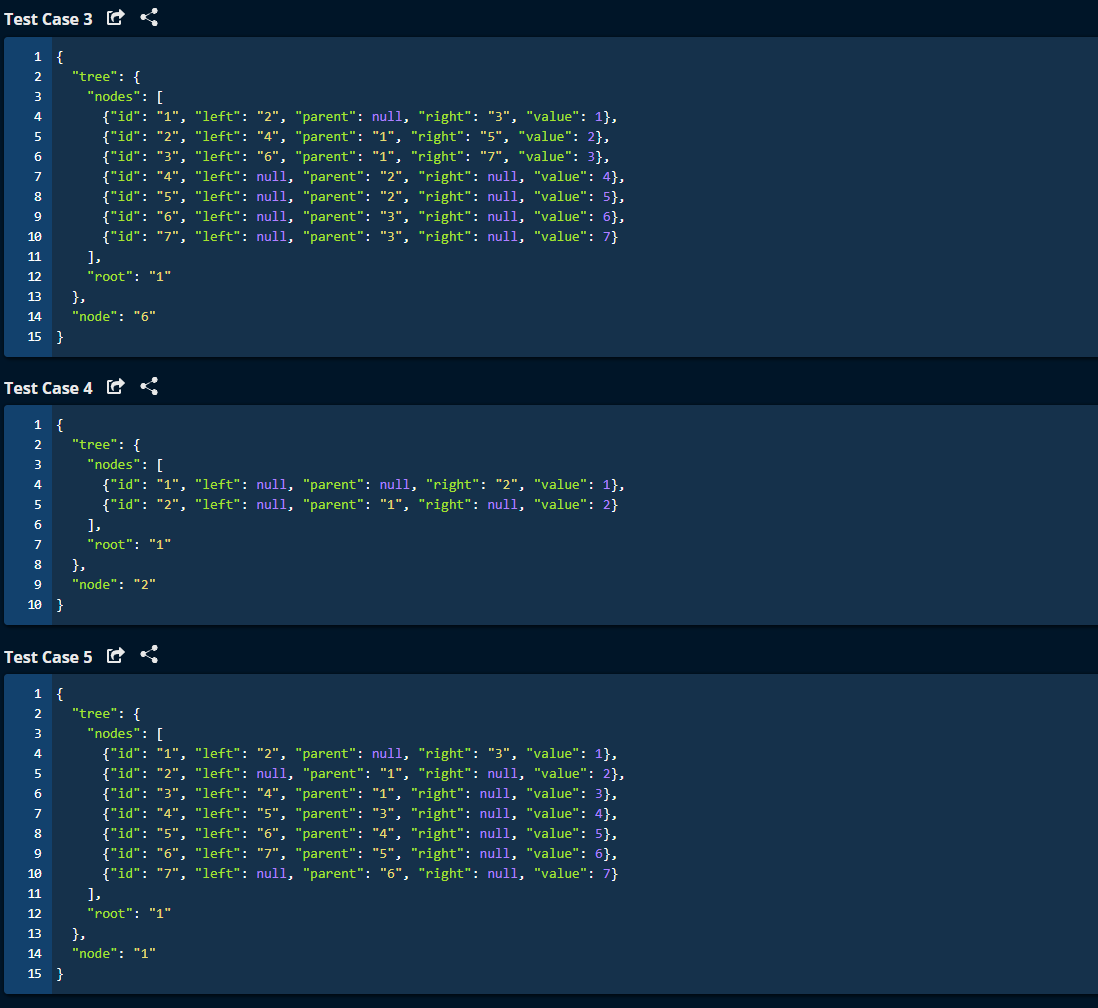 Test Case 3
1 {
2   "tree": {
3     "nodes": [
4       {"id": "1", "left": "2", "parent": null, "right": "3", "value": 1},
5       {"id": "2", "left": "4", "parent": "1", "right": "5", "value": 2},
6       {"id": "3", "left": "6", "parent": "1", "right": "7", "value": 3},
7       {"id": "4", "left": null, "parent": "2", "right": null, "value": 4},
8       {"id": "5", "left": null, "parent": "2", "right": null, "value": 5},
9       {"id": "6", "left": null, "parent": "3", "right": null, "value": 6},
10       {"id": "7", "left": null, "parent": "3", "right": null, "value": 7}
11     ],
12     "root": "1"
13   },
14   "node": "6"
15 }
Test Case 4
1 {
2   "tree": {
3     "nodes": [
4       {"id": "1", "left": null, "parent": null, "right": "2", "value": 1},
5       {"id": "2", "left": null, "parent": "1", "right": null, "value": 2}
6     ],
7     "root": "1"
8   },
9   "node": "2"
10 }
Test Case 5
1 {
2   "tree": {
3     "nodes": [
4       {"id": "1", "left": "2", "parent": null, "right": "3", "value": 1},
5       {"id": "2", "left": null, "parent": "1", "right": null, "value": 2},
6       {"id": "3", "left": "4", "parent": "1", "right": null, "value": 3},
7       {"id": "4", "left": "5", "parent": "3", "right": null, "value": 4},
8       {"id": "5", "left": "6", "parent": "4", "right": null, "value": 5},
9       {"id": "6", "left": "7", "parent": "5", "right": null, "value": 6},
10       {"id": "7", "left": null, "parent": "6", "right": null, "value": 7}
11     ],
12     "root": "1"
13   },
14   "node": "1"
15 }